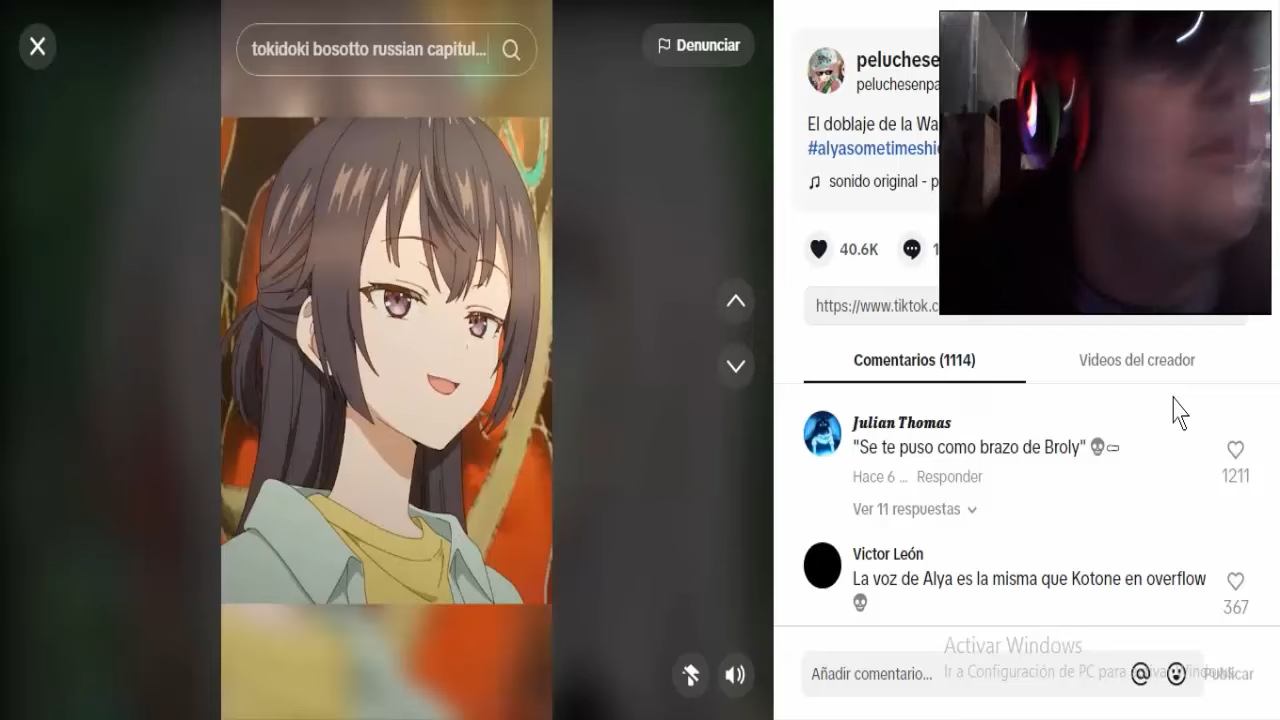 tokidoki bosotto russian capitul...
Denunciar
peluchese
peluchesenpa
El doblaje de la Wa
#alyasometimeshi
sonido original - p
40.6K
1
https://www.tiktok.c
Comentarios (1114)
Videos del creador
Julian Thomas
"Se te puso como brazo de Broly"
1211
Hace 6 ... Responder
Ver 11 respuestas
Victor León
La voz de Alya es la misma que Kotone en overflow
367
Activar Windows
Ir a Configuración de PC para
Añadir comentario...
Publicar